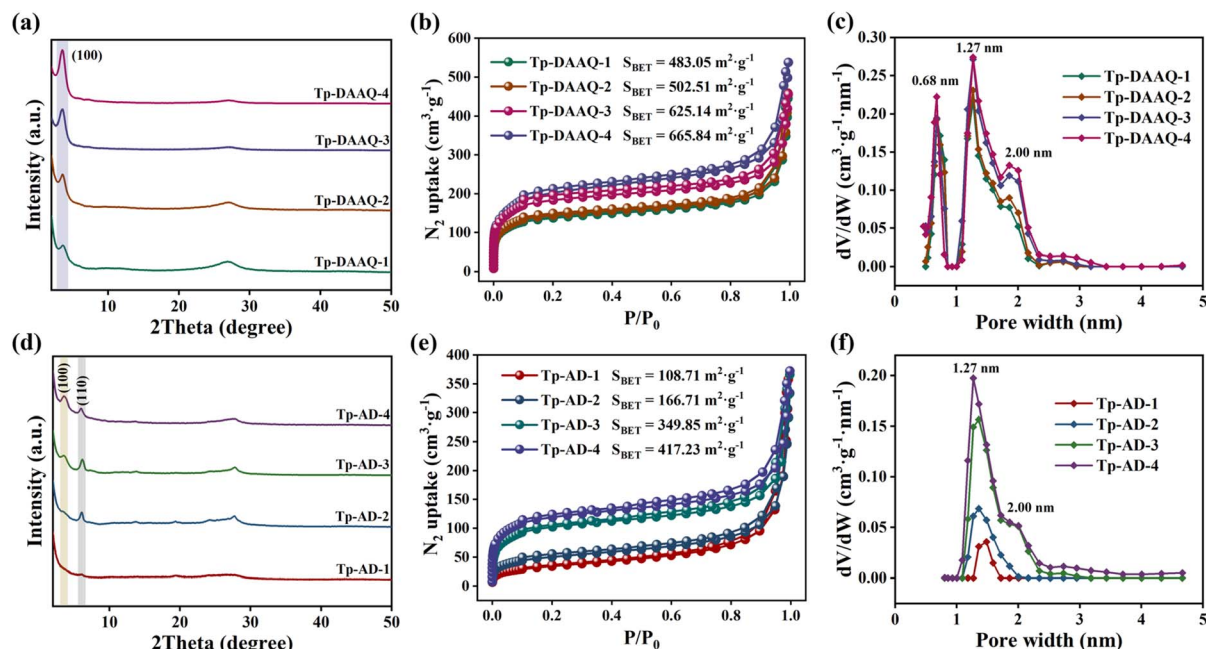 (a)
(100)
Tp-DAAQ-4
Tp-DAAQ-3
Tp-DAAQ-2
Tp-DAAQ-1
Intensity (a.u.)
10 20 30 40 50
2Theta (degree)
(b)
600
500
400
300
200
100
0
N₂ uptake (cm³·g⁻¹)
Tp-DAAQ-1 S_BET = 483.05 m²·g⁻¹
Tp-DAAQ-2 S_BET = 502.51 m²·g⁻¹
Tp-DAAQ-3 S_BET = 625.14 m²·g⁻¹
Tp-DAAQ-4 S_BET = 665.84 m²·g⁻¹
0.0 0.2 0.4 0.6 0.8 1.0
P/P₀
(c)
0.30
0.25
0.20
0.15
0.10
0.05
0.00
dV/dW (cm³·g⁻¹·nm⁻¹)
0.68 nm
1.27 nm
2.00 nm
Tp-DAAQ-1
Tp-DAAQ-2
Tp-DAAQ-3
Tp-DAAQ-4
0 1 2 3 4 5
Pore width (nm)
(d)
(100)
(110)
Tp-AD-4
Tp-AD-3
Tp-AD-2
Tp-AD-1
Intensity (a.u.)
10 20 30 40 50
2Theta (degree)
(e)
400
350
300
250
200
150
100
50
0
N₂ uptake (cm³·g⁻¹)
Tp-AD-1 S_BET = 108.71 m²·g⁻¹
Tp-AD-2 S_BET = 166.71 m²·g⁻¹
Tp-AD-3 S_BET = 349.85 m²·g⁻¹
Tp-AD-4 S_BET = 417.23 m²·g⁻¹
0.0 0.2 0.4 0.6 0.8 1.0
P/P₀
(f)
0.20
0.15
0.10
0.05
0.00
dV/dW (cm³·g⁻¹·nm⁻¹)
1.27 nm
2.00 nm
Tp-AD-1
Tp-AD-2
Tp-AD-3
Tp-AD-4
0 1 2 3 4 5
Pore width (nm)